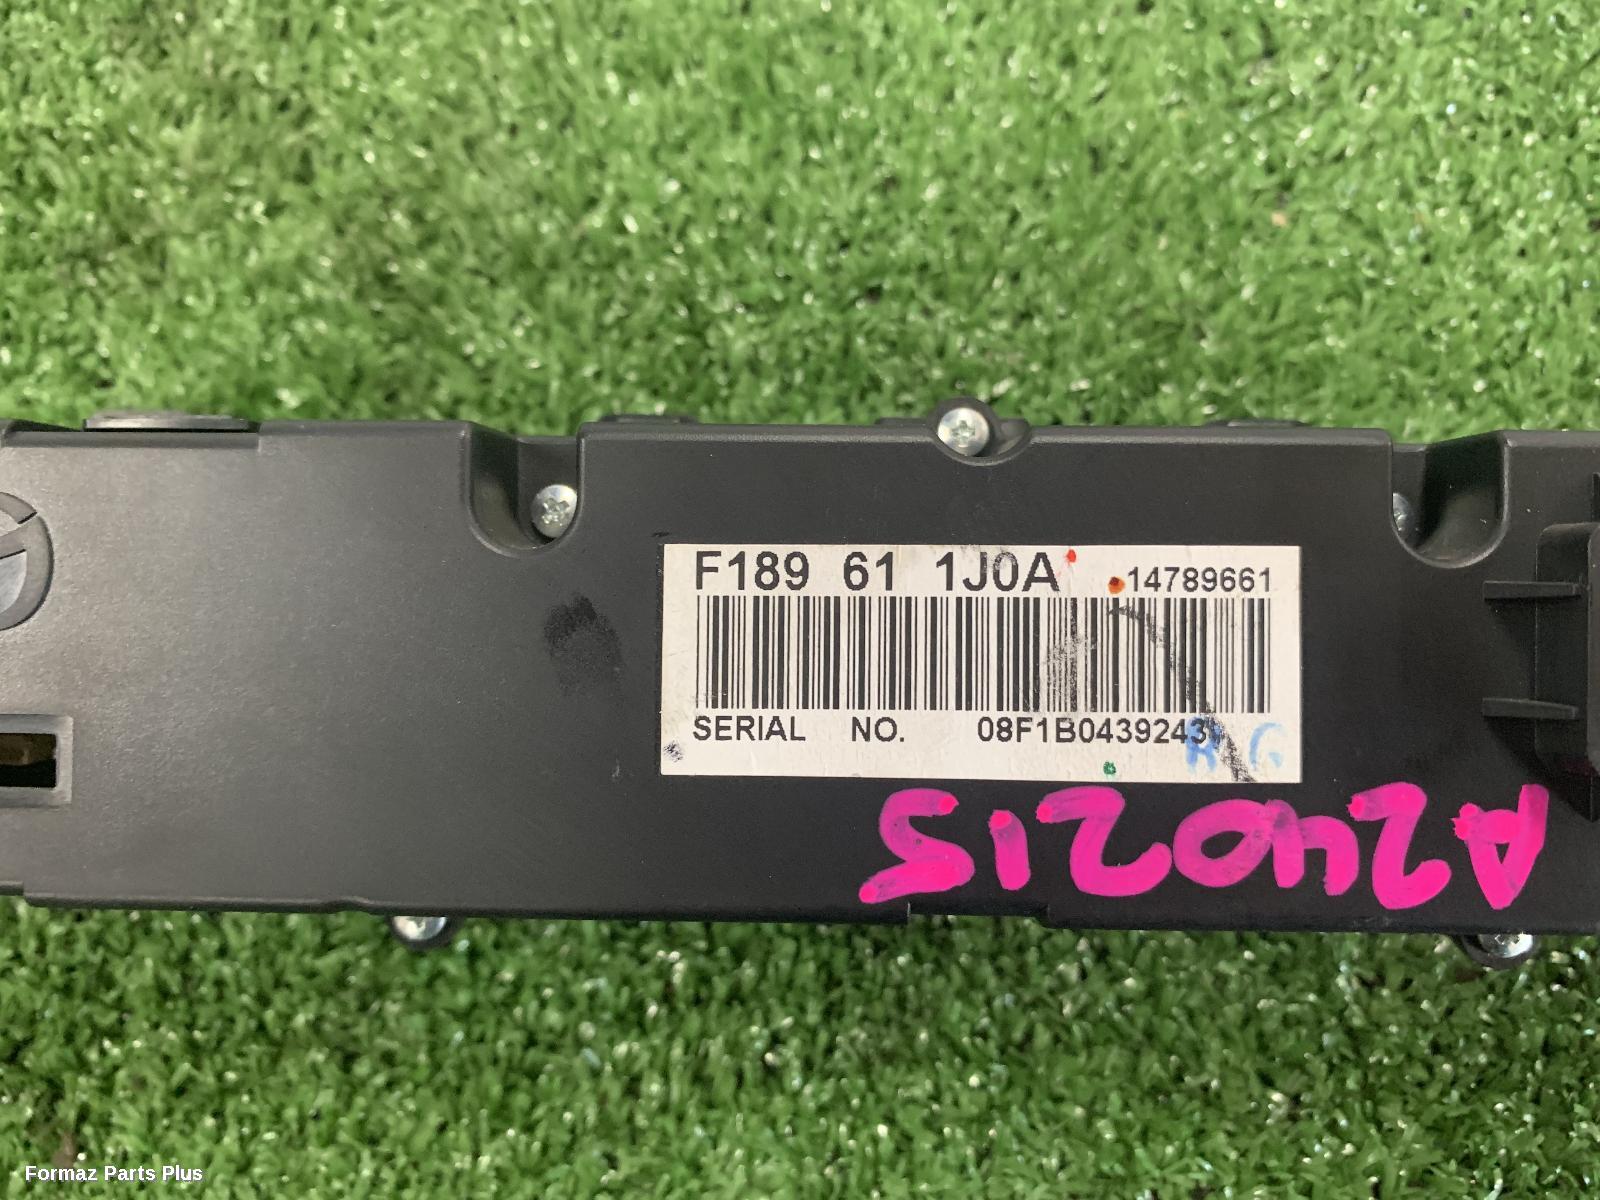 F189 61 1J0A 14789661
SERIAL NO. 08F1B0439243
A240215
Formaz Parts Plus